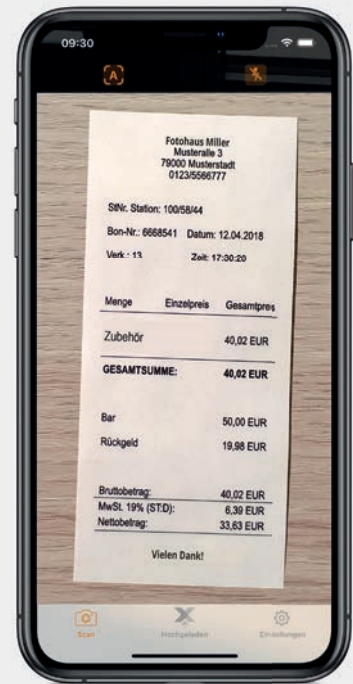 09:30
A
Fotohaus Miller
Musteralle 3
79000 Musterstadt
0123/5566777
StNr. Station: 100/58/44
Bon-Nr.: 6668541 Datum: 12.04.2018
Verk.: 13 Zeit: 17:30:20
Menge Einzelpreis Gesamtpreis
Zubehör 40,02 EUR
GESAMTSUMME: 40,02 EUR
Bar 50,00 EUR
Rückgeld 19,98 EUR
Bruttobetrag: 40,02 EUR
MwSt. 19% (ST:D): 6,39 EUR
Nettobetrag: 33,63 EUR
Vielen Dank!
Scan Hochgeladen Einstellungen